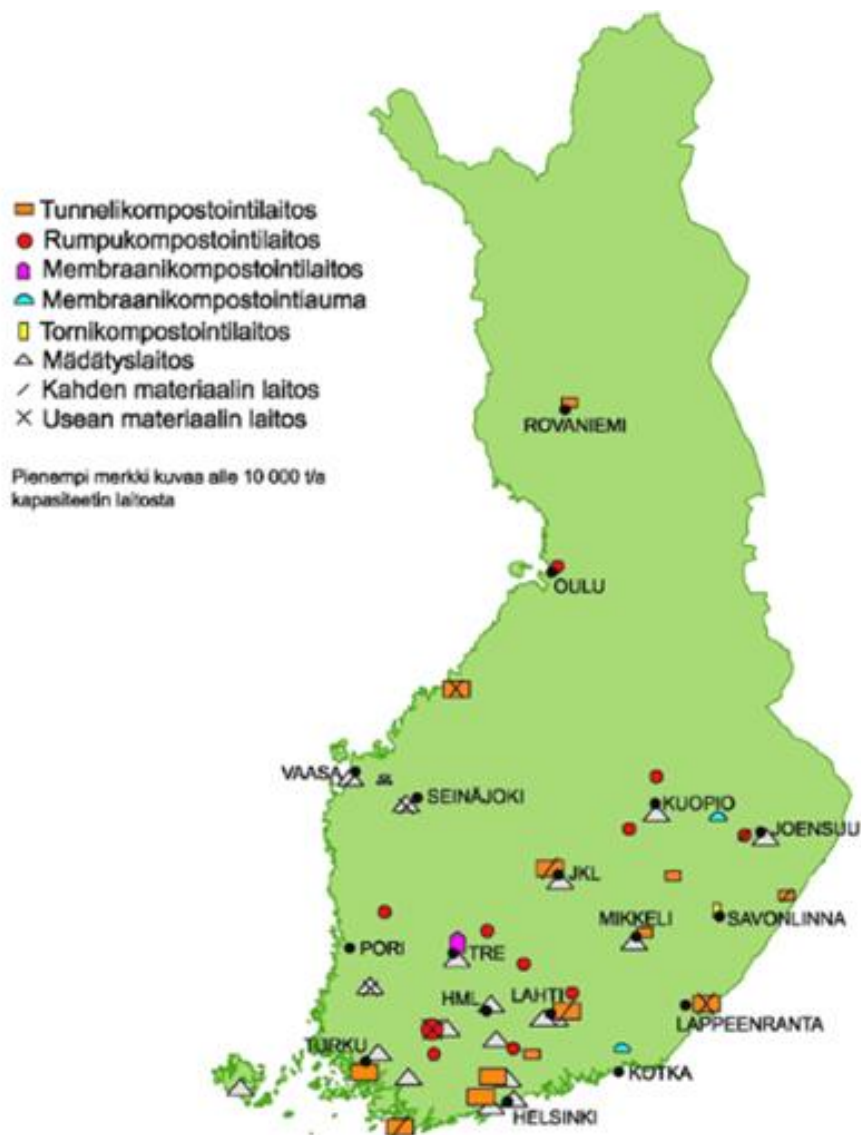 Tunnelikompostointilaitos
Rumpukompostointilaitos
Membraanikompostointilaitos
Membraanikompostointiauma
Tornikompostointilaitos
Mädätyslaitos
Kahden materiaalin laitos
Usean materiaalin laitos
Pienempi merkki kuvaa alle 10 000 t/a
kapasiteetin laitosta
ROVANIEMI
OULU
VAASA
SEINÄJOKI
KUOPIO
JOENSUU
JKL
SAVONLINNA
MIKKELI
PORI
TRE
HML
LAHTI
LAPPEENRANTA
TURKU
KOTKA
HELSINKI